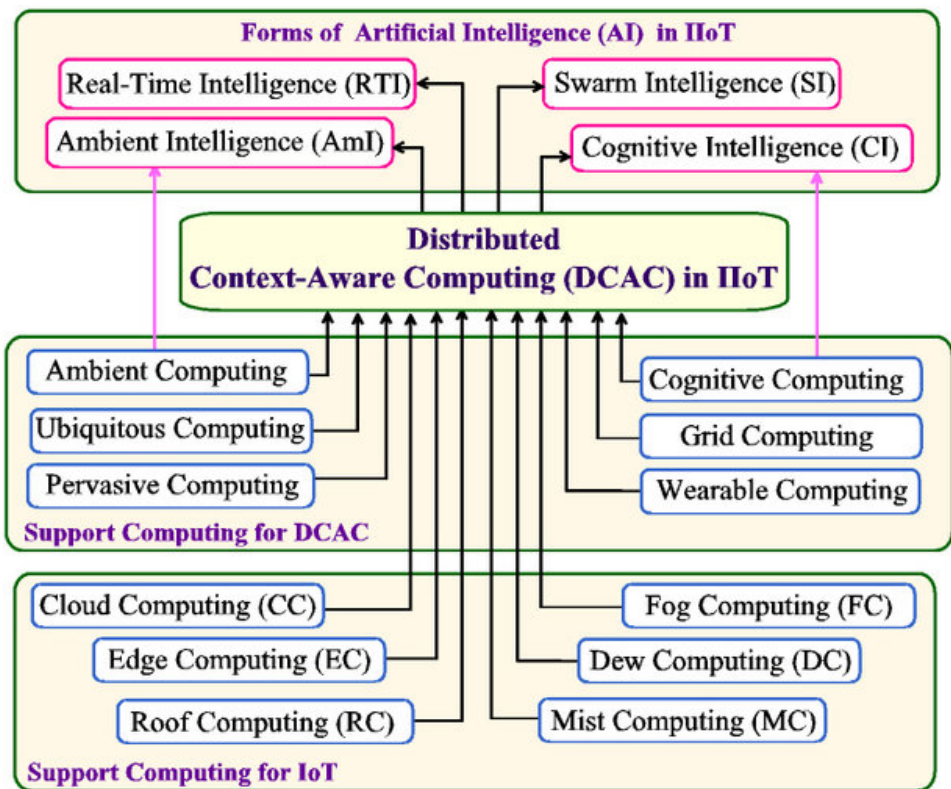 Forms of Artificial Intelligence (AI) in IIoT
Real-Time Intelligence (RTI)
Swarm Intelligence (SI)
Ambient Intelligence (AmI)
Cognitive Intelligence (CI)
Distributed
Context-Aware Computing (DCAC) in IIoT
Ambient Computing
Cognitive Computing
Ubiquitous Computing
Grid Computing
Pervasive Computing
Wearable Computing
Support Computing for DCAC
Cloud Computing (CC)
Fog Computing (FC)
Edge Computing (EC)
Dew Computing (DC)
Roof Computing (RC)
Mist Computing (MC)
Support Computing for IoT